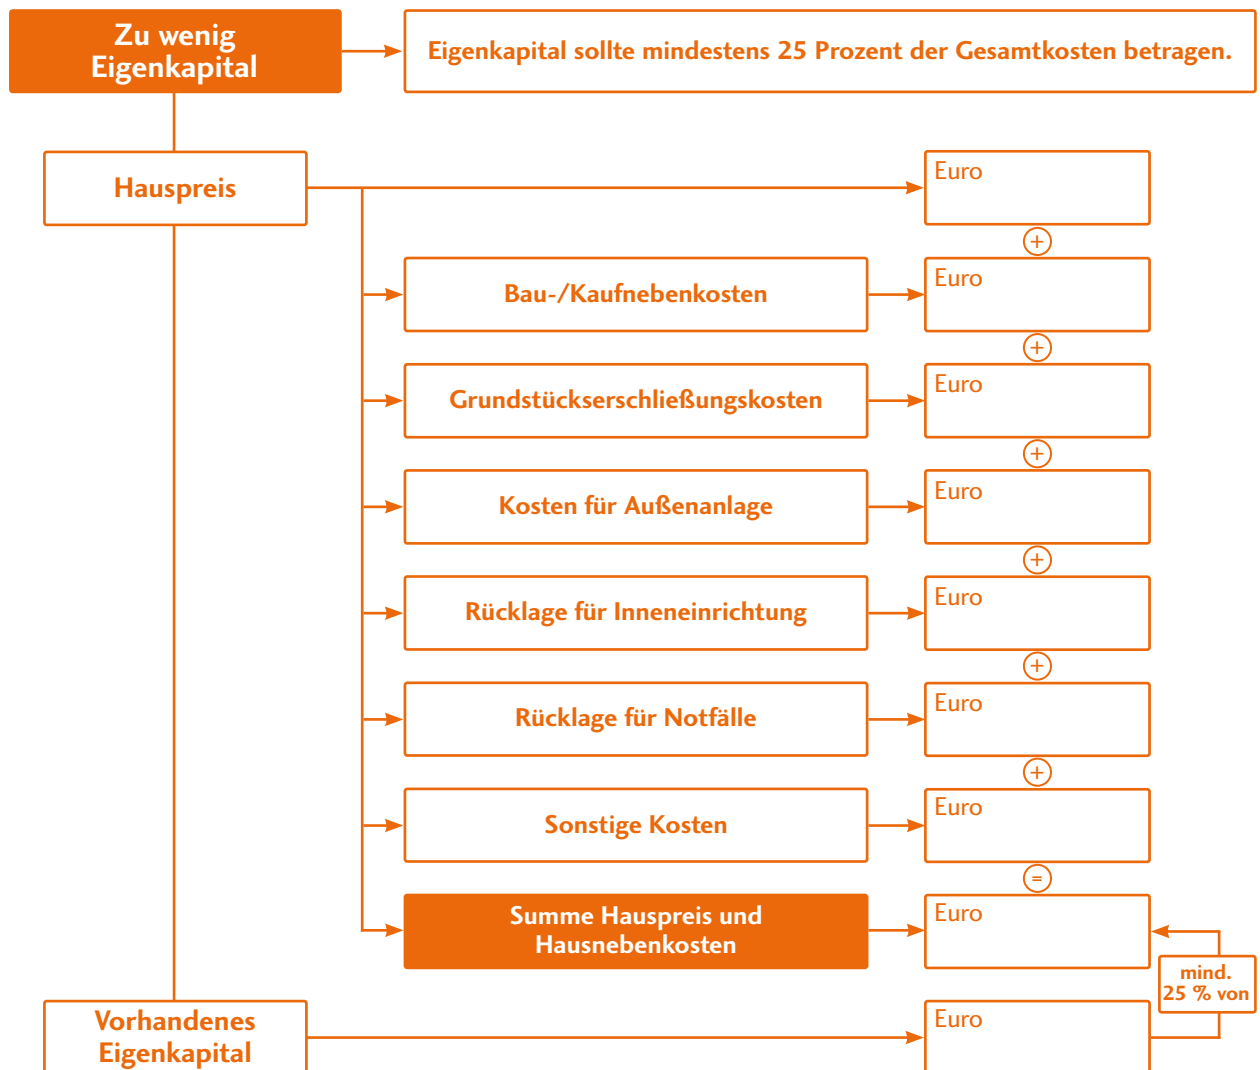 Zu wenig
Eigenkapital
Eigenkapital sollte mindestens 25 Prozent der Gesamtkosten betragen.
Hauspreis
Euro
+
Bau-/Kaufnebenkosten
Euro
+
Grundstückserschließungskosten
Euro
+
Kosten für Außenanlage
Euro
+
Rücklage für Inneneinrichtung
Euro
+
Rücklage für Notfälle
Euro
+
Sonstige Kosten
Euro
=
Summe Hauspreis und
Hausnebenkosten
Euro
mind.
25 % von
Vorhandenes
Eigenkapital
Euro